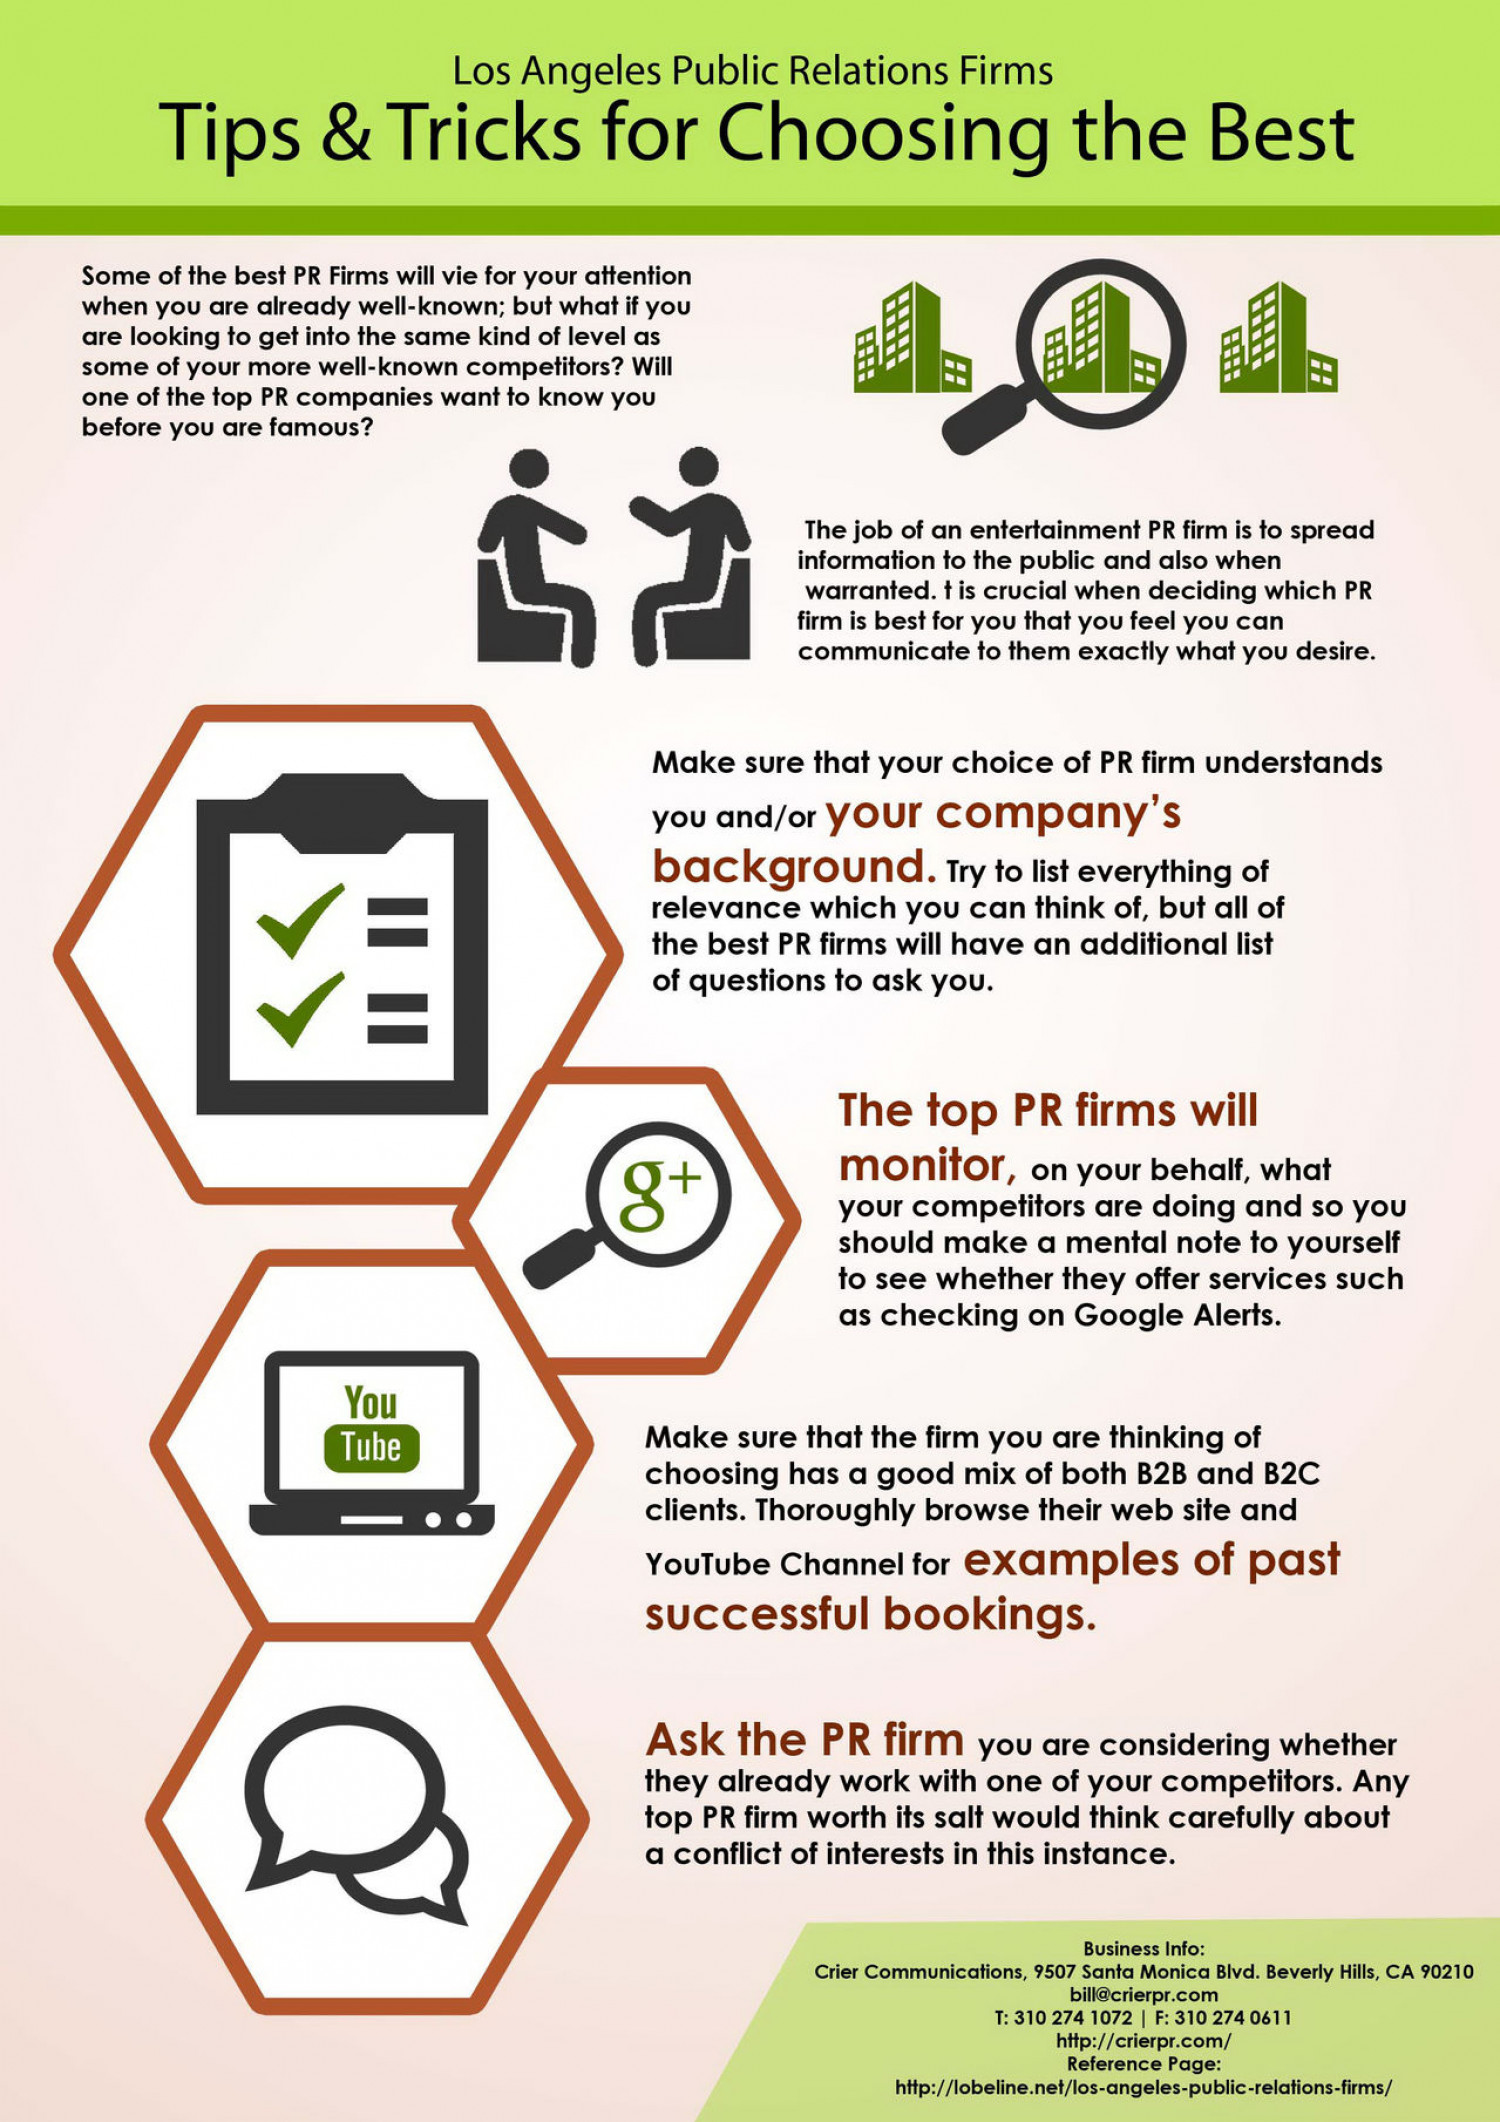 Los Angeles Public Relations Firms
Tips & Tricks for Choosing the Best
Some of the best PR Firms will vie for your attention
when you are already well-known; but what if you
are looking to get into the same kind of level as
some of your more well-known competitors? Will
one of the top PR companies want to know you
before you are famous?
The job of an entertainment PR firm is to spread
information to the public and also when
warranted. t is crucial when deciding which PR
firm is best for you that you feel you can
communicate to them exactly what you desire.
Make sure that your choice of PR firm understands
you and/or your company's
background. Try to list everything of
relevance which you can think of, but all of
the best PR firms will have an additional list
of questions to ask you.
g+
The top PR firms will
monitor, on your behalf, what
your competitors are doing and so you
should make a mental note to yourself
to see whether they offer services such
as checking on Google Alerts.
You
Tube
Make sure that the firm you are thinking of
choosing has a good mix of both B2B and B2C
clients. Thoroughly browse their web site and
YouTube Channel for examples of past
successful bookings.
Ask the PR firm you are considering whether
they already work with one of your competitors. Any
top PR firm worth its salt would think carefully about
a conflict of interests in this instance.
Business Info:
Crier Communications, 9507 Santa Monica Blvd. Beverly Hills, CA 90210
bill@crierpr.com
T: 310 274 1072 | F: 310 274 0611
http://crierpr.com/
Reference Page:
http://lobeline.net/los-angeles-public-relations-firms/